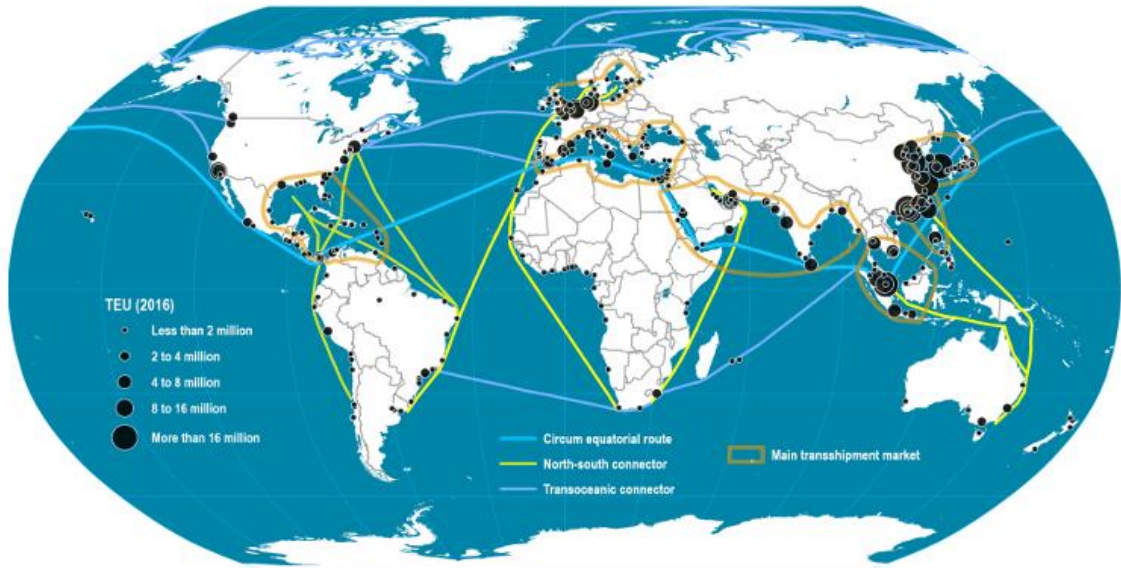 TEU (2016)
Less than 2 million
2 to 4 million
4 to 8 million
8 to 16 million
More than 16 million
Circum equatorial route
North-south connector
Transoceanic connector
Main transshipment market